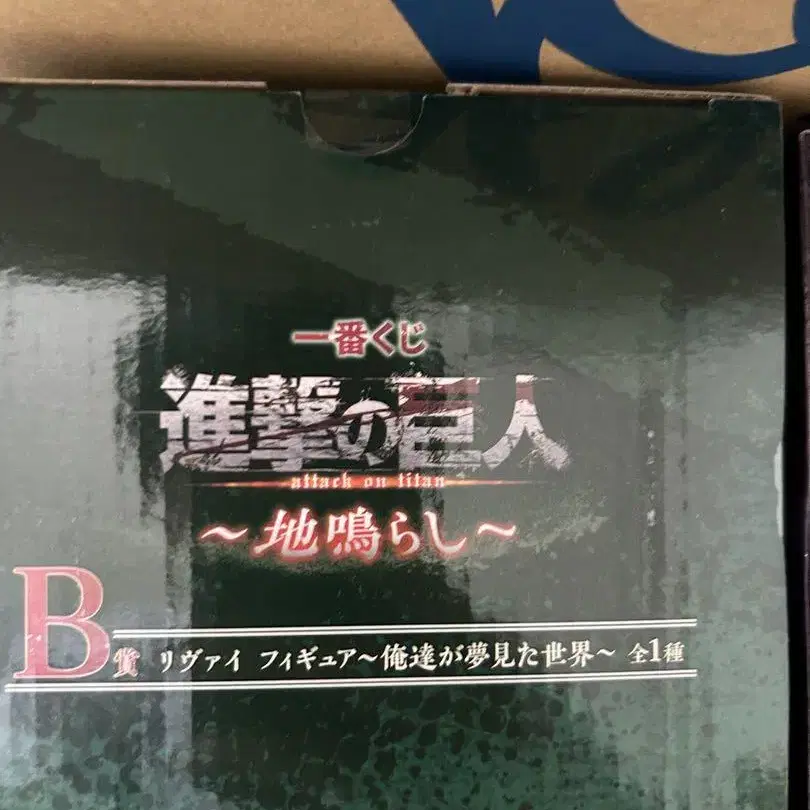 一番くじ
進撃の巨人
attack on titan
～地鳴らし～
B賞 リヴァイ フィギュア～俺達が夢見た世界～ 全1種